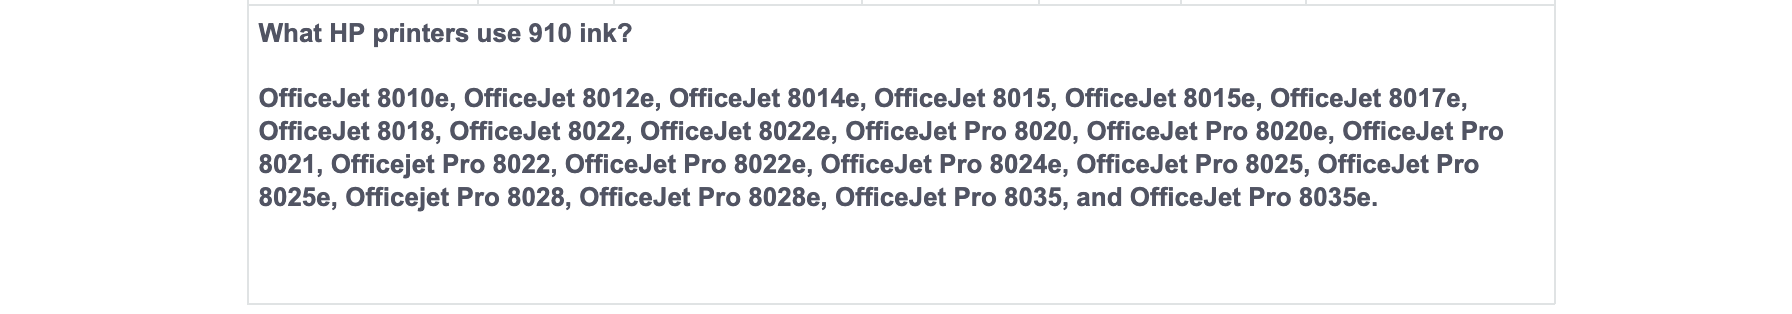 What HP printers use 910 ink?
OfficeJet 8010e, OfficeJet 8012e, OfficeJet 8014e, OfficeJet 8015, OfficeJet 8015e, OfficeJet 8017e,
OfficeJet 8018, OfficeJet 8022, OfficeJet 8022e, OfficeJet Pro 8020, OfficeJet Pro 8020e, OfficeJet Pro
8021, Officejet Pro 8022, OfficeJet Pro 8022e, OfficeJet Pro 8024e, OfficeJet Pro 8025, OfficeJet Pro
8025e, Officejet Pro 8028, OfficeJet Pro 8028e, OfficeJet Pro 8035, and OfficeJet Pro 8035e.